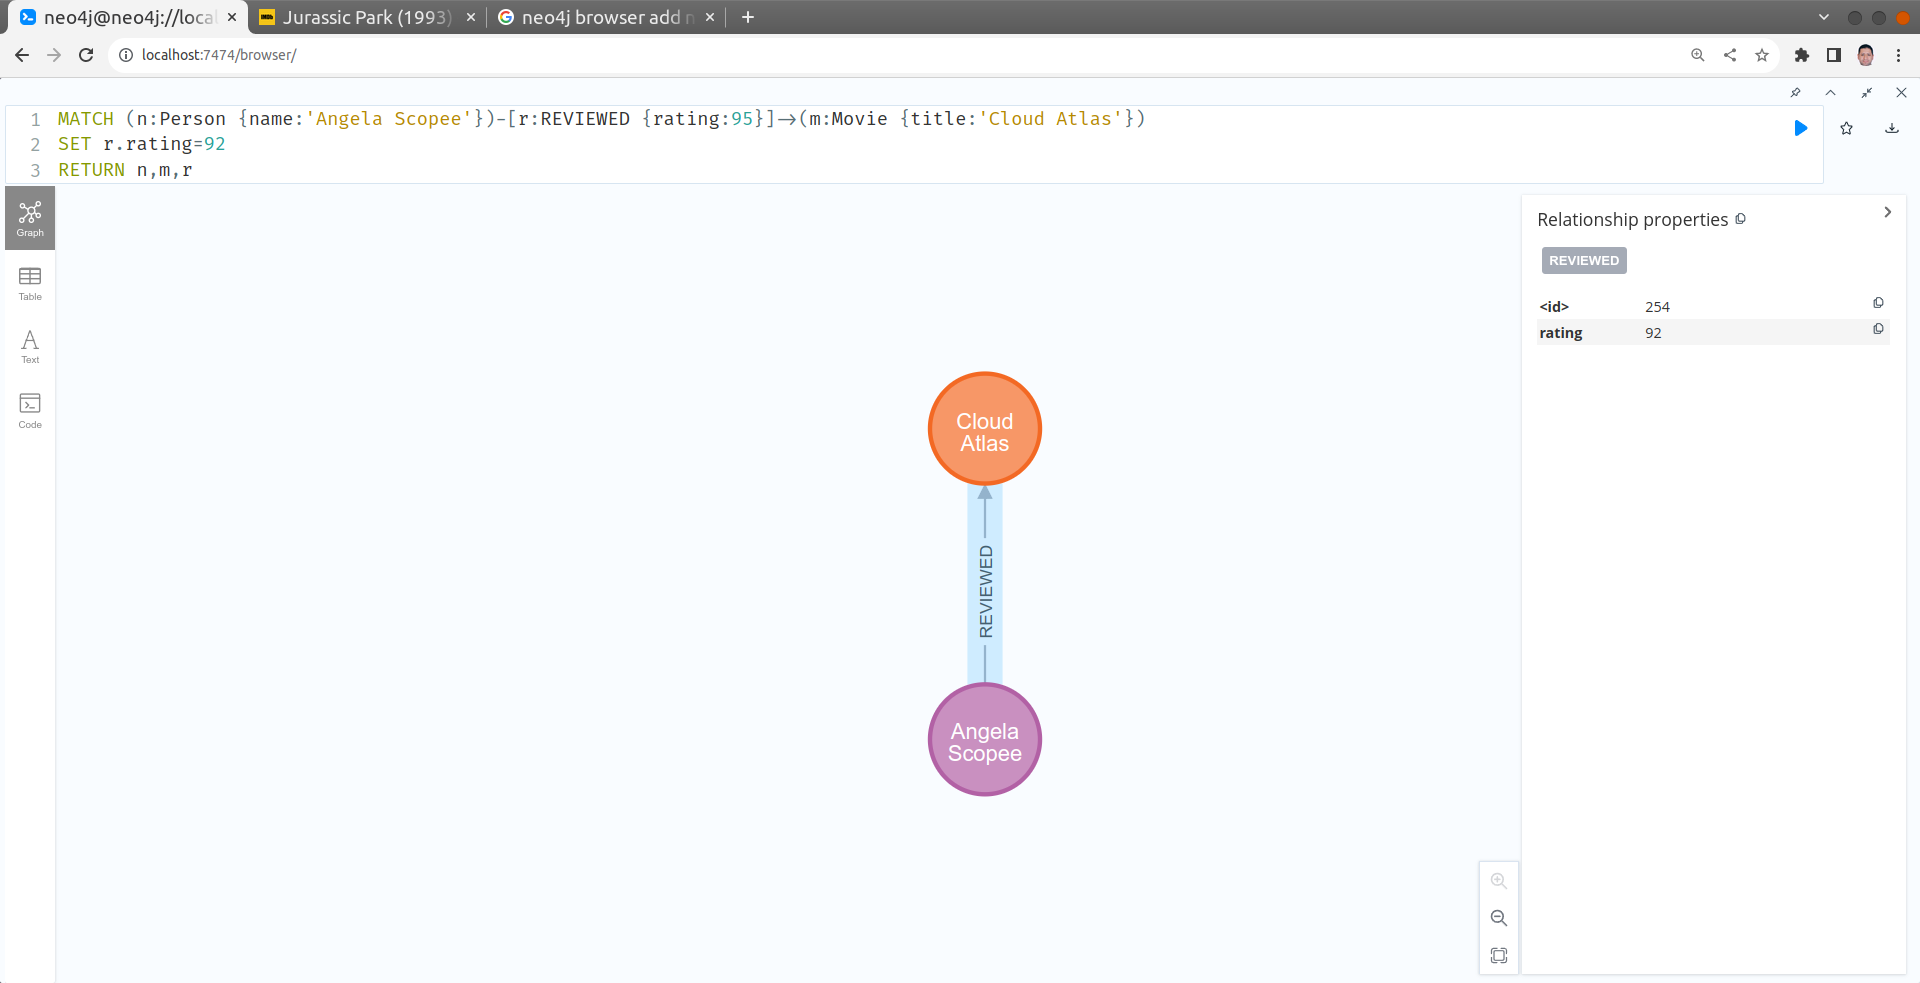 neo4j@neo4j://loca
Jurassic Park (1993)
neo4j browser add n
localhost:7474/browser/
1 MATCH (n:Person {name:'Angela Scopee'})-[r:REVIEWED {rating:95}]->(m:Movie {title:'Cloud Atlas'})
2 SET r.rating=92
3 RETURN n,m,r
Graph
Table
Text
Code
Cloud
Atlas
REVIEWED
Angela
Scopee
Relationship properties
REVIEWED
<id> 254
rating 92